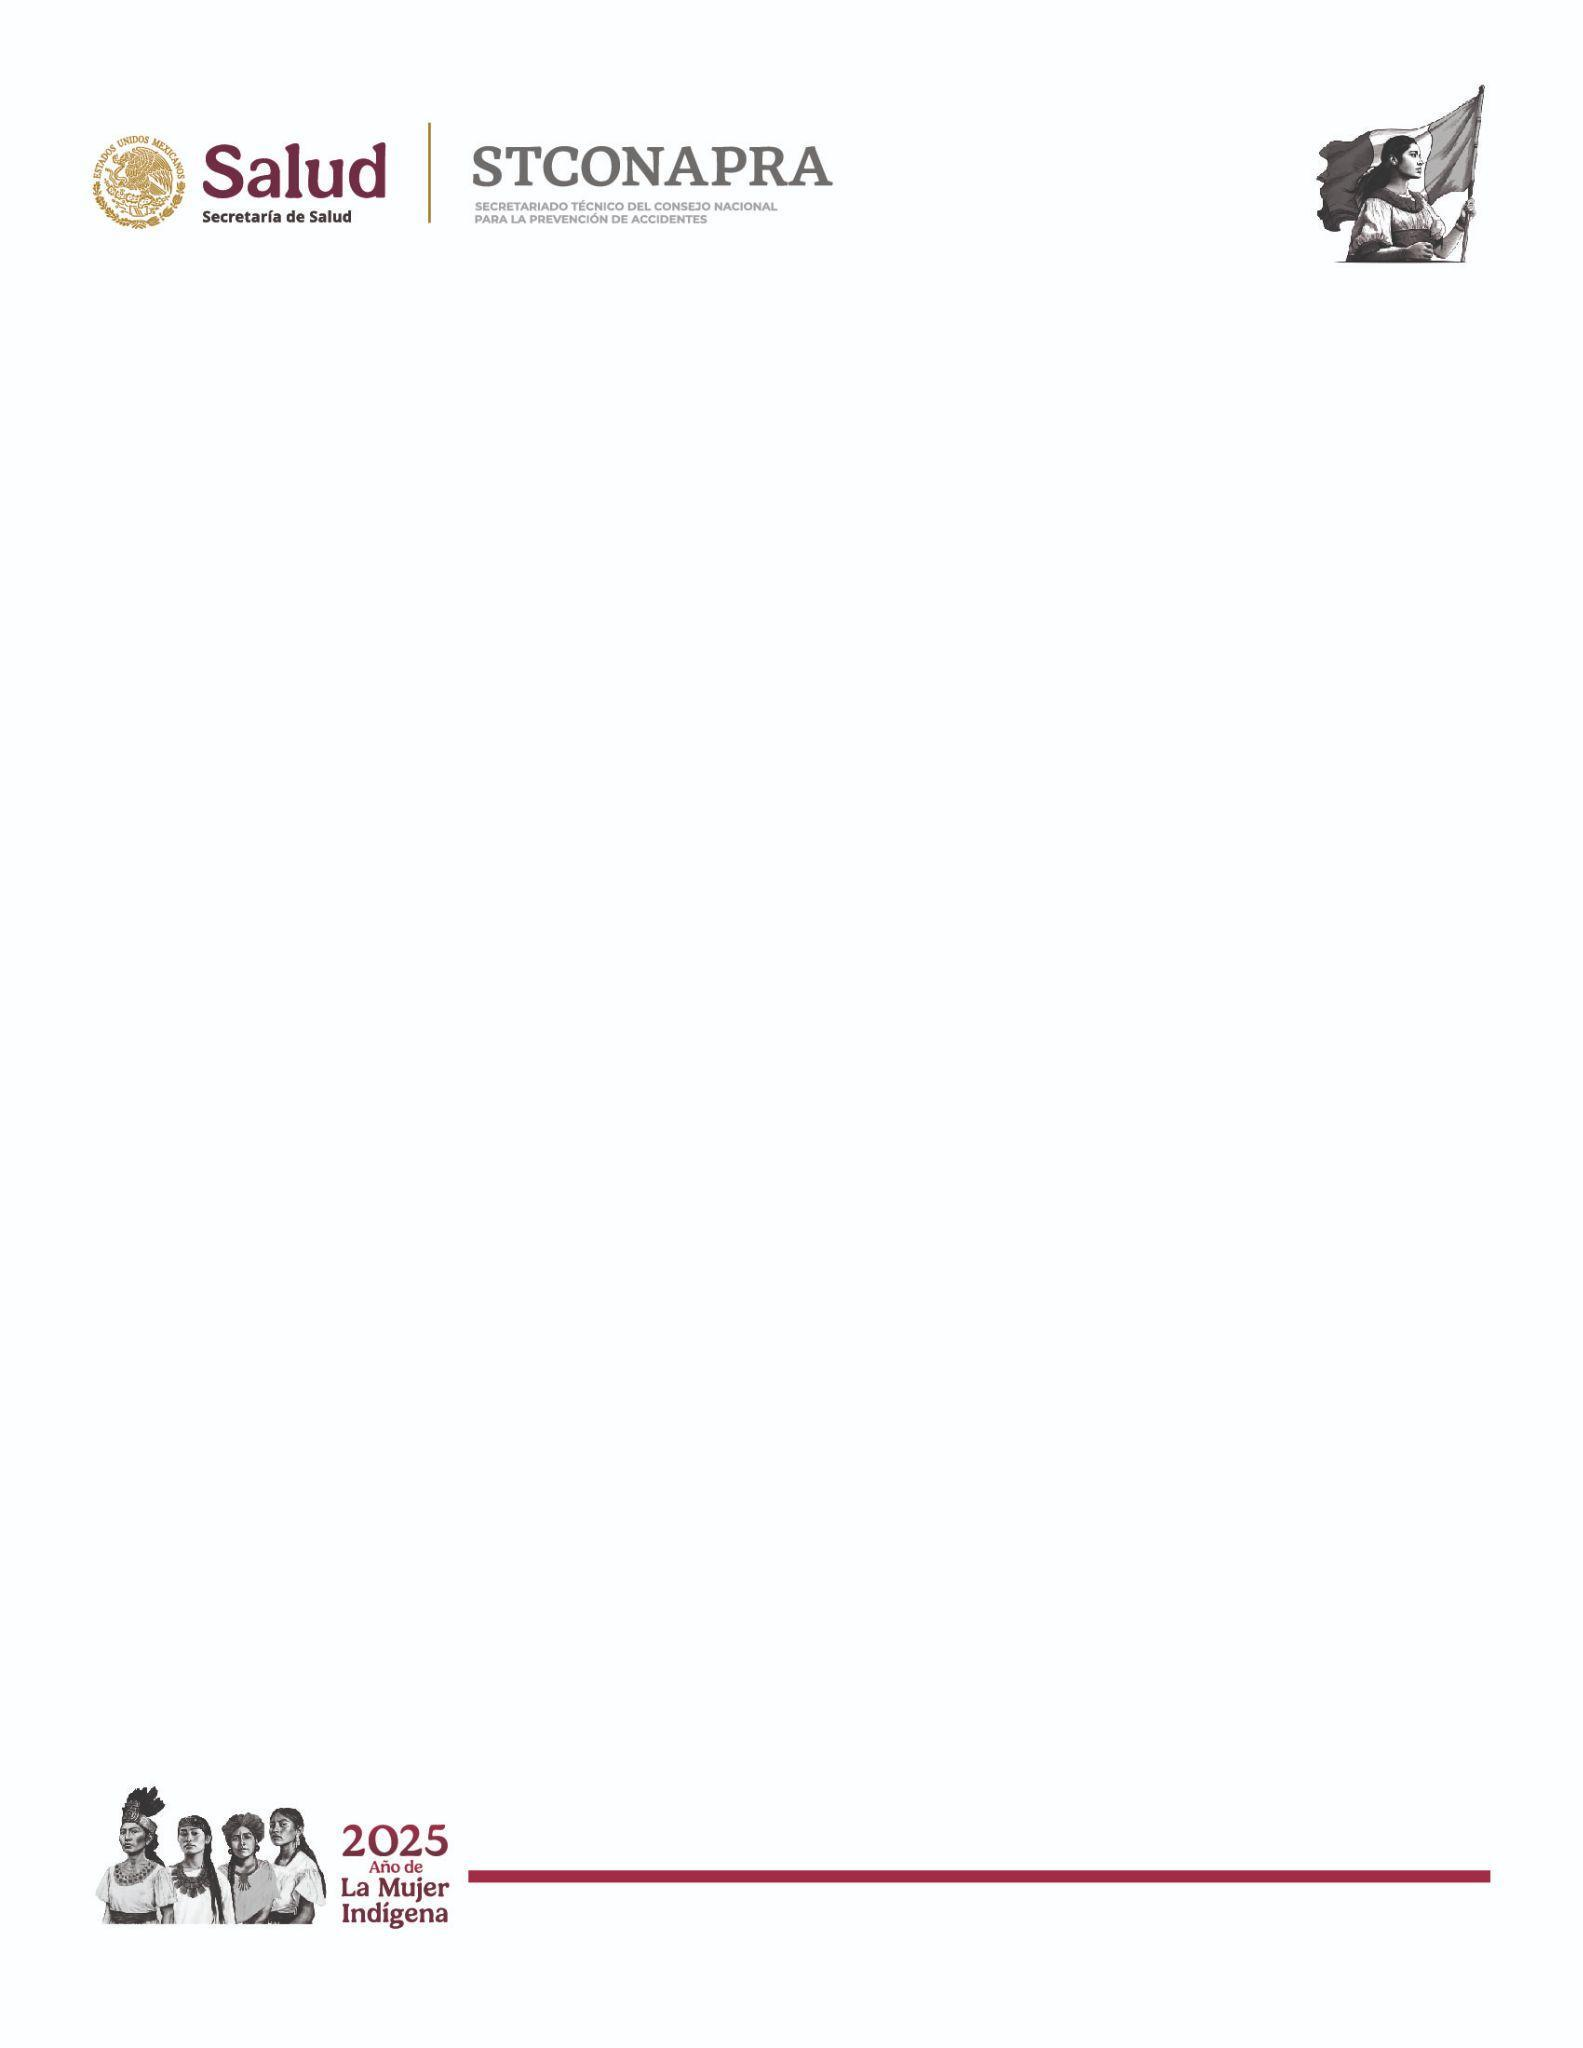 ESTADOS UNIDOS MEXICANOS
Salud
Secretaría de Salud
STCONAPRA
SECRETARIADO TÉCNICO DEL CONSEJO NACIONAL
PARA LA PREVENCIÓN DE ACCIDENTES
2025
Año de
La Mujer
Indígena